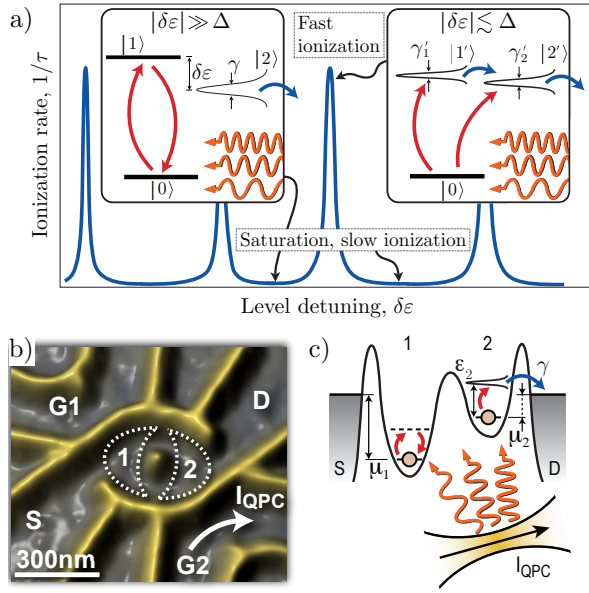 a)
|δε| ≫ Δ
|1⟩
δε
γ
|2⟩
|0⟩
Fast
ionization
|δε| ≲ Δ
γ′₁
|1′⟩
γ′₂
|2′⟩
|0⟩
Saturation, slow ionization
Ionization rate, 1/τ
Level detuning, δε
b)
G1
D
1
2
S
I_QPC
G2
300nm
c)
1
2
ε₂
γ
μ₁
μ₂
S
D
I_QPC